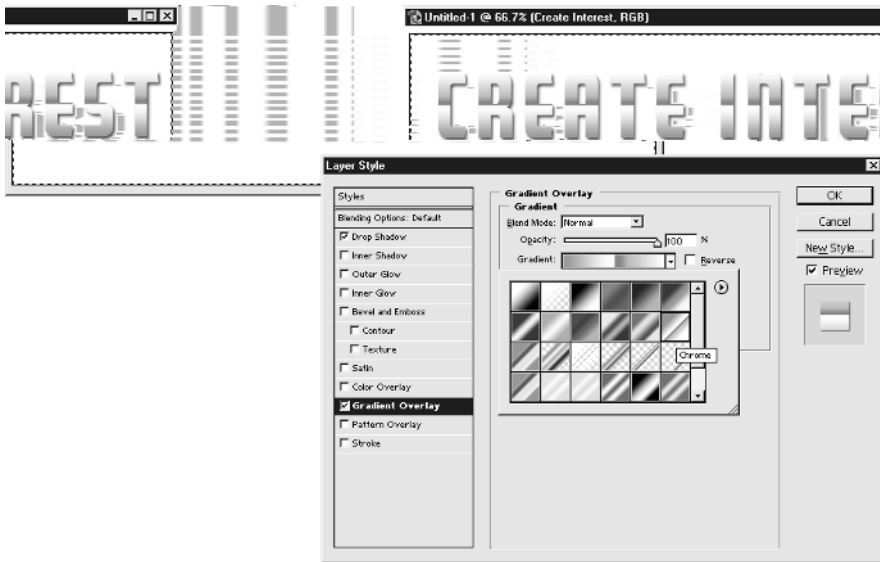 Untitled-1 @ 66.7% (Create Interest, RGB)
REST
CREATE INTE
Layer Style
Styles
Blending Options: Default
Drop Shadow
Inner Shadow
Outer Glow
Inner Glow
Bevel and Emboss
Contour
Texture
Satin
Color Overlay
Gradient Overlay
Pattern Overlay
Stroke
Gradient Overlay
Gradient
Blend Mode: Normal
Opacity: 100 %
Gradient: Reverse
Chrome
OK
Cancel
New Style...
Preview